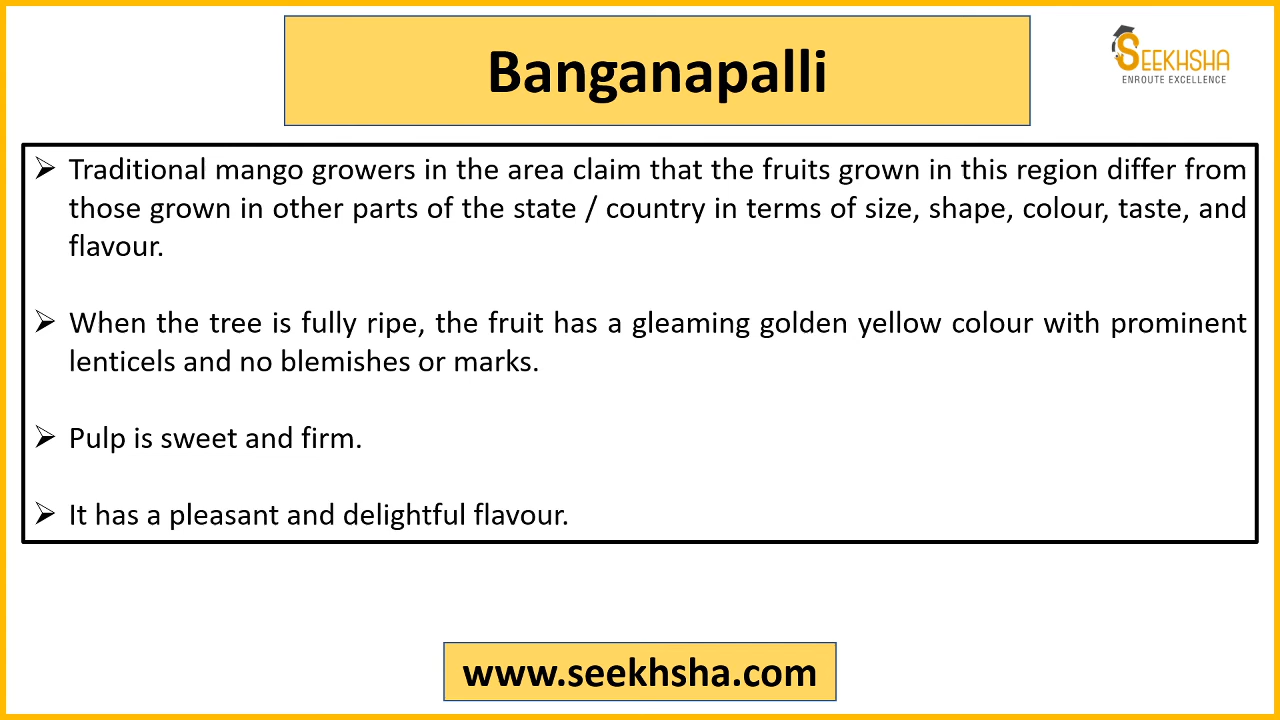 Banganapalli
SEEKHSHA
ENROUTE EXCELLENCE
➢ Traditional mango growers in the area claim that the fruits grown in this region differ from
those grown in other parts of the state / country in terms of size, shape, colour, taste, and
flavour.
➢ When the tree is fully ripe, the fruit has a gleaming golden yellow colour with prominent
lenticels and no blemishes or marks.
➢ Pulp is sweet and firm.
➢ It has a pleasant and delightful flavour.
www.seekhsha.com